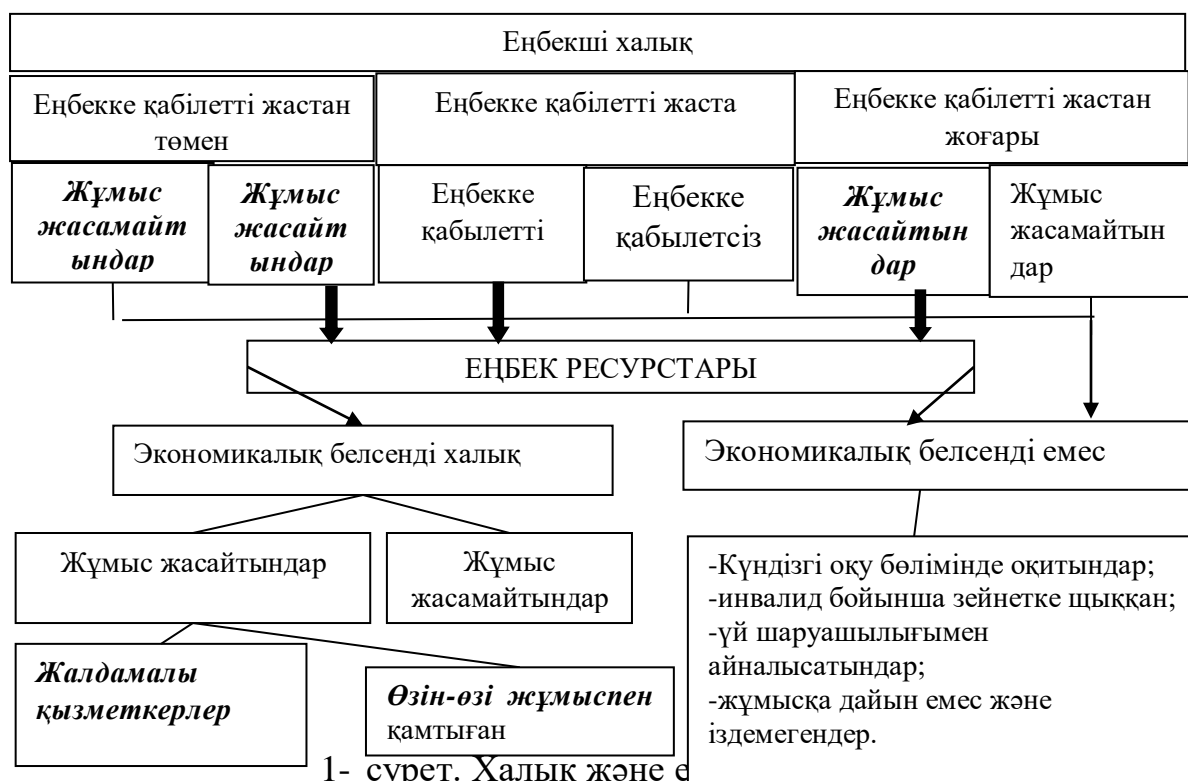 Еңбекші халық
Еңбекке қабілетті жастан
төмен
Еңбекке қабілетті жаста
Еңбекке қабілетті жастан
жоғары
Жұмыс
жасамайт
ындар
Жұмыс
жасайт
ындар
Еңбекке
қабылетті
Еңбекке
қабылетсіз
Жұмыс
жасайтын
дар
Жұмыс
жасамайтын
дар
ЕҢБЕК РЕСУРСТАРЫ
Экономикалық белсенді халық
Экономикалық белсенді емес
Жұмыс жасайтындар
Жұмыс
жасамайтындар
-Күндізгі оқу бөлімінде оқитындар;
-инвалид бойынша зейнетке щыққан;
-үй шаруашылығымен
айналысатындар;
-жұмысқа дайын емес және
іздемегендер.
Жалдамалы
қызметкерлер
Өзін-өзі жұмыспен
қамтыған
1- сурет. Халық және